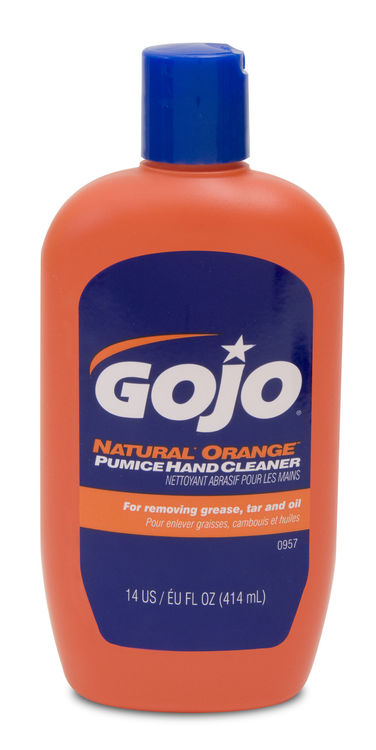 GOJO®
NATURAL* ORANGE™
PUMICE HAND CLEANER
NETTOYANT ABRASIF POUR LES MAINS
For removing grease, tar and oil
Pour enlever graisses, cambouis et huiles
0957
14 US / ÉU FL OZ (414 mL)